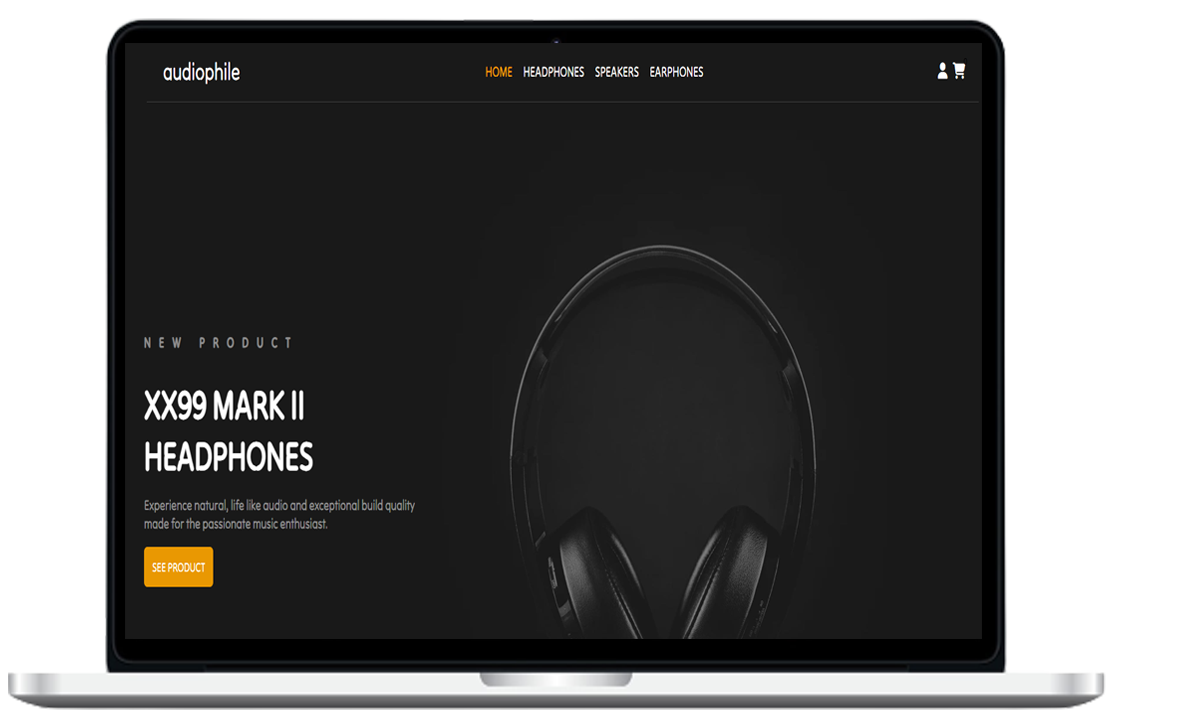 audiophile
HOME HEADPHONES SPEAKERS EARPHONES
NEW PRODUCT
XX99 MARK II
HEADPHONES
Experience natural, life like audio and exceptional build quality
made for the passionate music enthusiast.
SEE PRODUCT